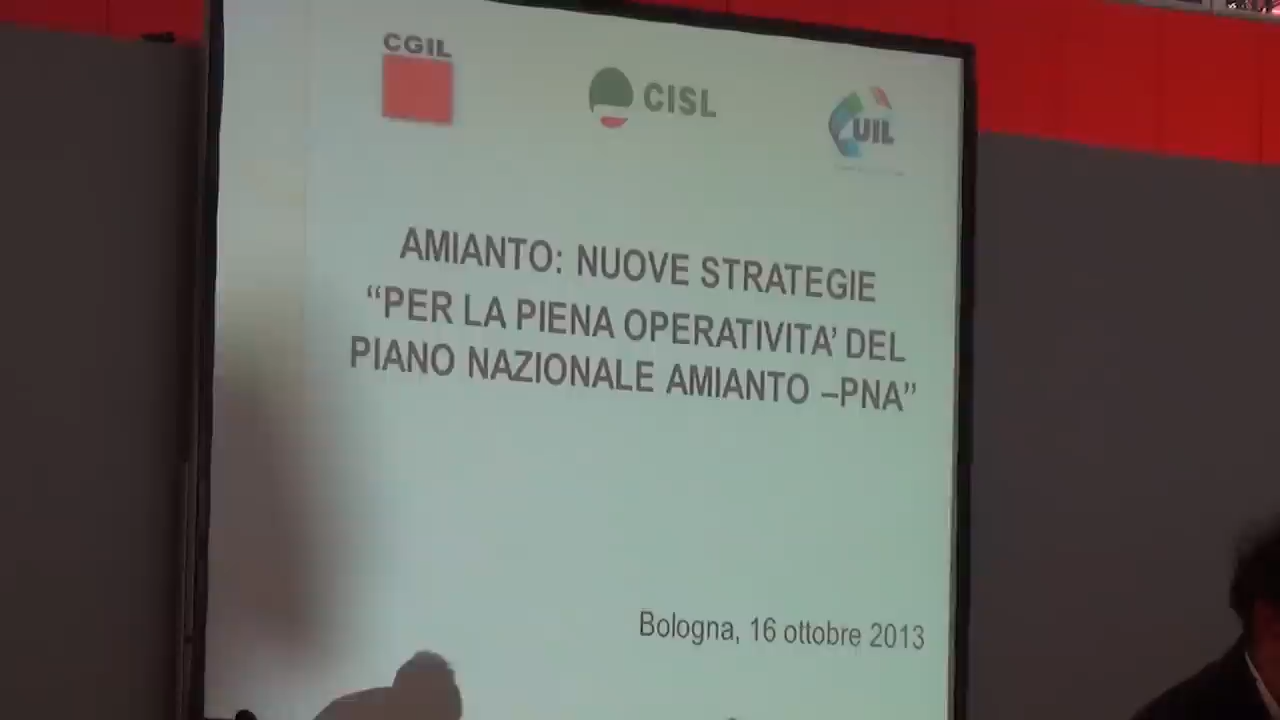 CGIL
CISL
UIL
AMIANTO: NUOVE STRATEGIE
“PER LA PIENA OPERATIVITA’ DEL
PIANO NAZIONALE AMIANTO –PNA”
Bologna, 16 ottobre 2013